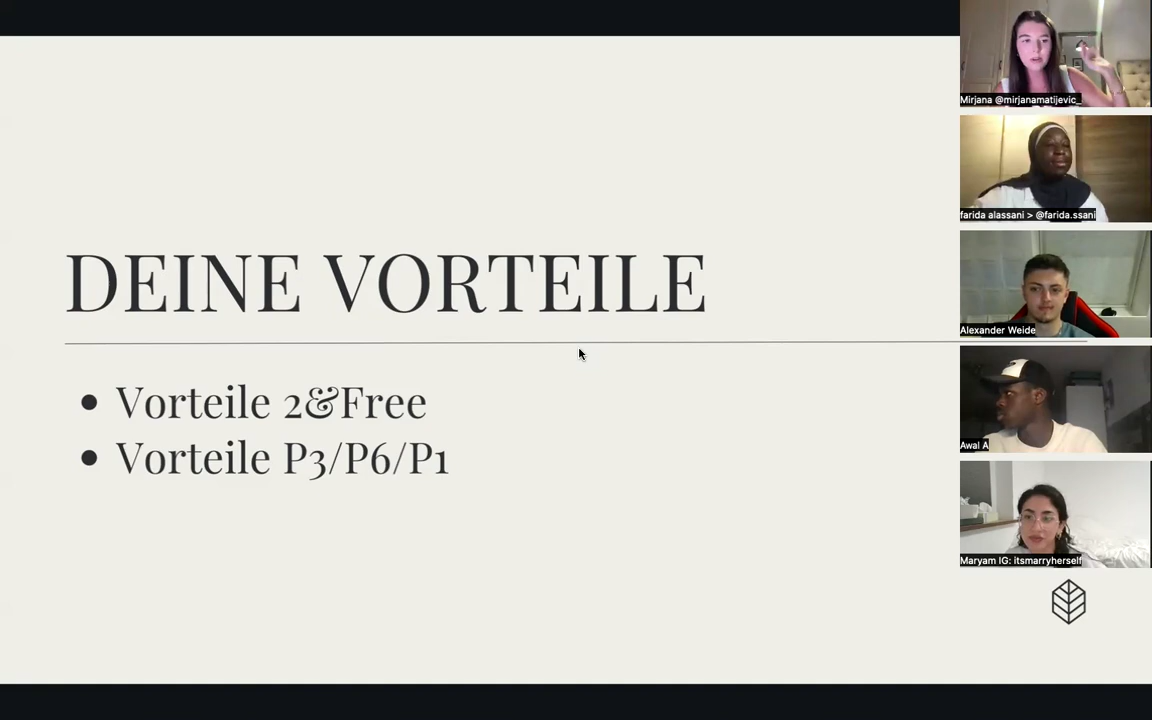 DEINE VORTEILE
Vorteile 2&Free
Vorteile P3/P6/P1
Mirjana @mirjanamatijevic_
farida alassani > @farida.ssani
Alexander Weide
Awal A
Maryam IG: itsmarryherself